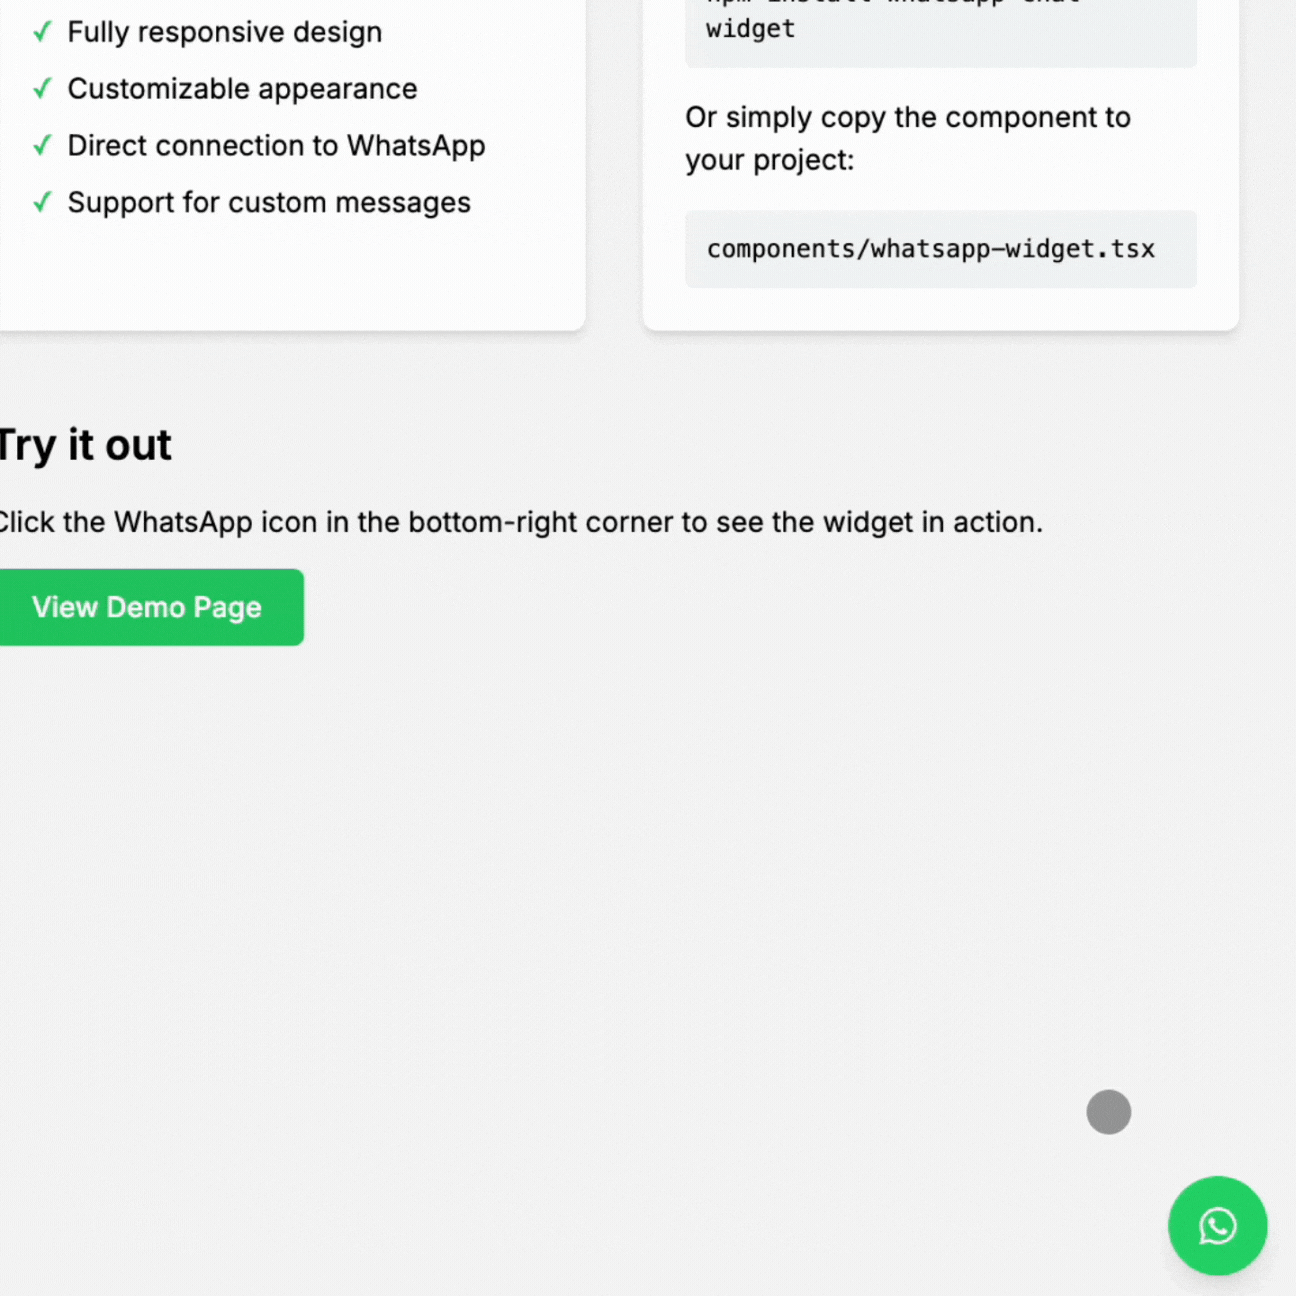 ✓ Fully responsive design
✓ Customizable appearance
✓ Direct connection to WhatsApp
✓ Support for custom messages
widget
Or simply copy the component to
your project:
components/whatsapp-widget.tsx
Try it out
Click the WhatsApp icon in the bottom-right corner to see the widget in action.
View Demo Page